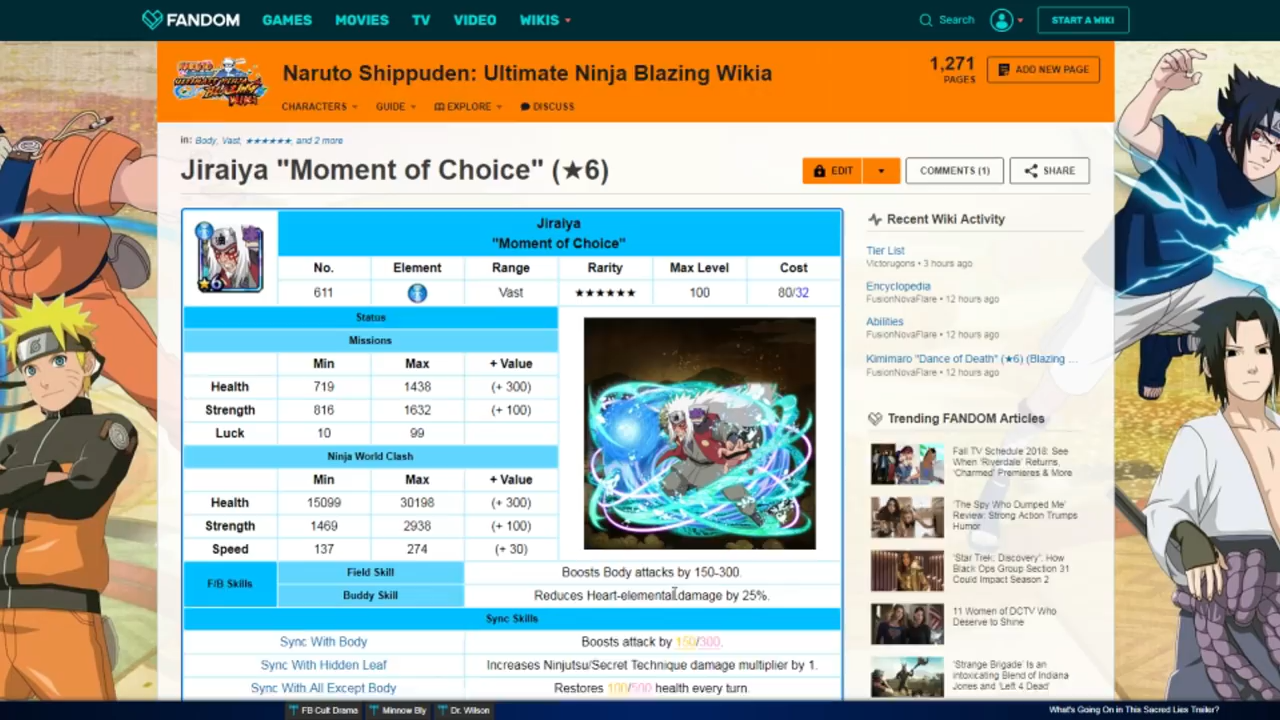 FANDOM GAMES MOVIES TV VIDEO WIKIS Search START A WIKI
Naruto Shippuden: Ultimate Ninja Blazing Wikia 1,271 PAGES ADD NEW PAGE
CHARACTERS GUIDE EXPLORE DISCUSS
in: Body, Vast, ★★★★★★, and 2 more
Jiraiya "Moment of Choice" (★6) EDIT COMMENTS (1) SHARE
Jiraiya
"Moment of Choice"
No. Element Range Rarity Max Level Cost
611 Vast ★★★★★★ 100 80/32
Status
Missions
Min Max + Value
Health 719 1438 (+ 300)
Strength 816 1632 (+ 100)
Luck 10 99
Ninja World Clash
Min Max + Value
Health 15099 30198 (+ 300)
Strength 1469 2938 (+ 100)
Speed 137 274 (+ 30)
F/B Skills
Field Skill Boosts Body attacks by 150-300.
Buddy Skill Reduces Heart-elemental damage by 25%.
Sync Skills
Sync With Body Boosts attack by 150/300.
Sync With Hidden Leaf Increases Ninjutsu/Secret Technique damage multiplier by 1.
Sync With All Except Body Restores 100/500 health every turn.
Recent Wiki Activity
Tier List
Victorugons • 3 hours ago
Encyclopedia
FusionNovaFlare • 12 hours ago
Abilities
FusionNovaFlare • 12 hours ago
Kimimaro "Dance of Death" (★6) (Blazing ...
FusionNovaFlare • 12 hours ago
Trending FANDOM Articles
Fall TV Schedule 2018: See
When 'Riverdale' Returns,
'Charmed' Premieres & More
'The Spy Who Dumped Me'
Review: Strong Action Trumps
Humor
'Star Trek: Discovery': How
Black Ops Group Section 31
Could Impact Season 2
11 Women of DCTV Who
Deserve to Shine
'Strange Brigade' Is an
Intoxicating Blend of Indiana
Jones and 'Left 4 Dead'
FB Cult Drama Minnow Bly Dr. Wilson What's Going On in This Sacred Lies Trailer?